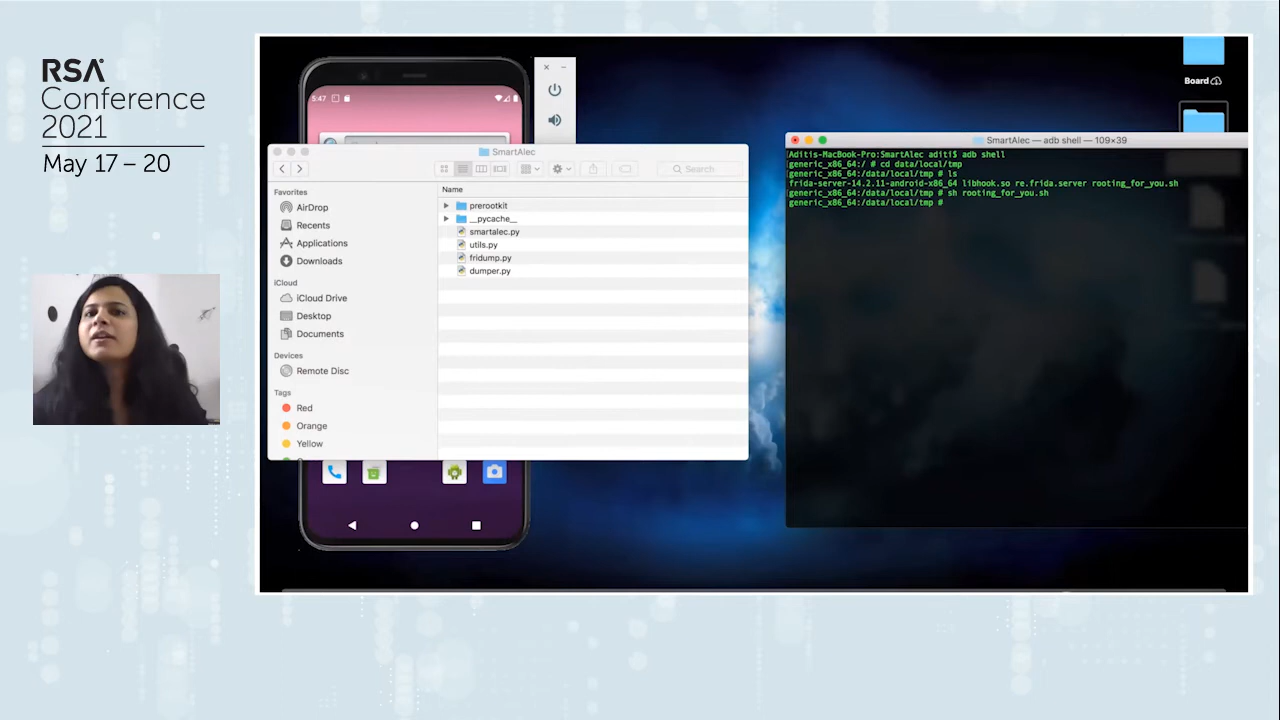 RSA
Conference
2021
May 17 – 20
5:47
Board
SmartAlec
Search
Favorites
AirDrop
Recents
Applications
Downloads
iCloud
iCloud Drive
Desktop
Documents
Devices
Remote Disc
Tags
Red
Orange
Yellow
Name
prerootkit
__pycache__
smartalec.py
utils.py
fridump.py
dumper.py
SmartAlec — adb shell — 109×39
Aditis-MacBook-Pro:SmartAlec aditi$ adb shell
generic_x86_64:/ # cd data/local/tmp
generic_x86_64:/data/local/tmp # ls
frida-server-14.2.11-android-x86_64 libhook.so re.frida.server rooting_for_you.sh
generic_x86_64:/data/local/tmp # sh rooting_for_you.sh
generic_x86_64:/data/local/tmp #